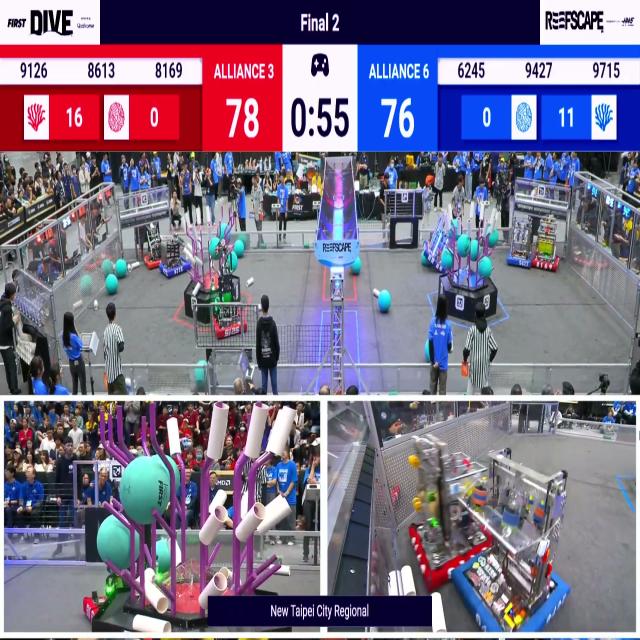 FIRST DIVE
Final 2
REEFSCAPE
9126 8613 8169
ALLIANCE 3
ALLIANCE 6
6245 9427 9715
16 0
78
0:55
76
0 11
REEFSCAPE
FIRST
New Taipei City Regional